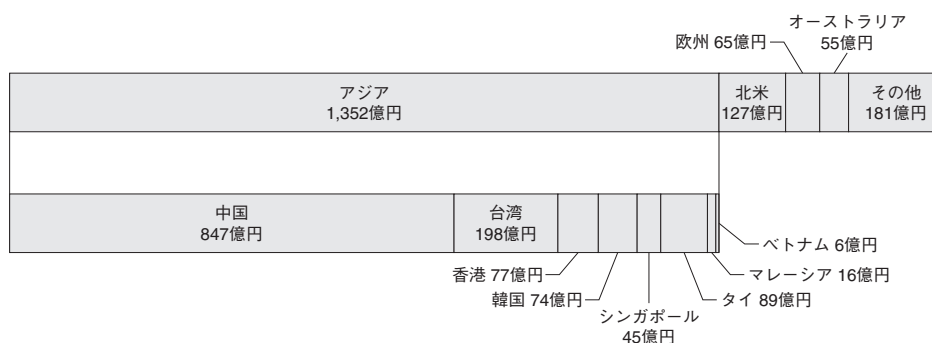 オーストラリア
55億円
欧州 65億円
アジア
1,352億円
北米
127億円
その他
181億円
中国
847億円
台湾
198億円
ベトナム 6億円
香港 77億円
マレーシア 16億円
韓国 74億円
タイ 89億円
シンガポール
45億円